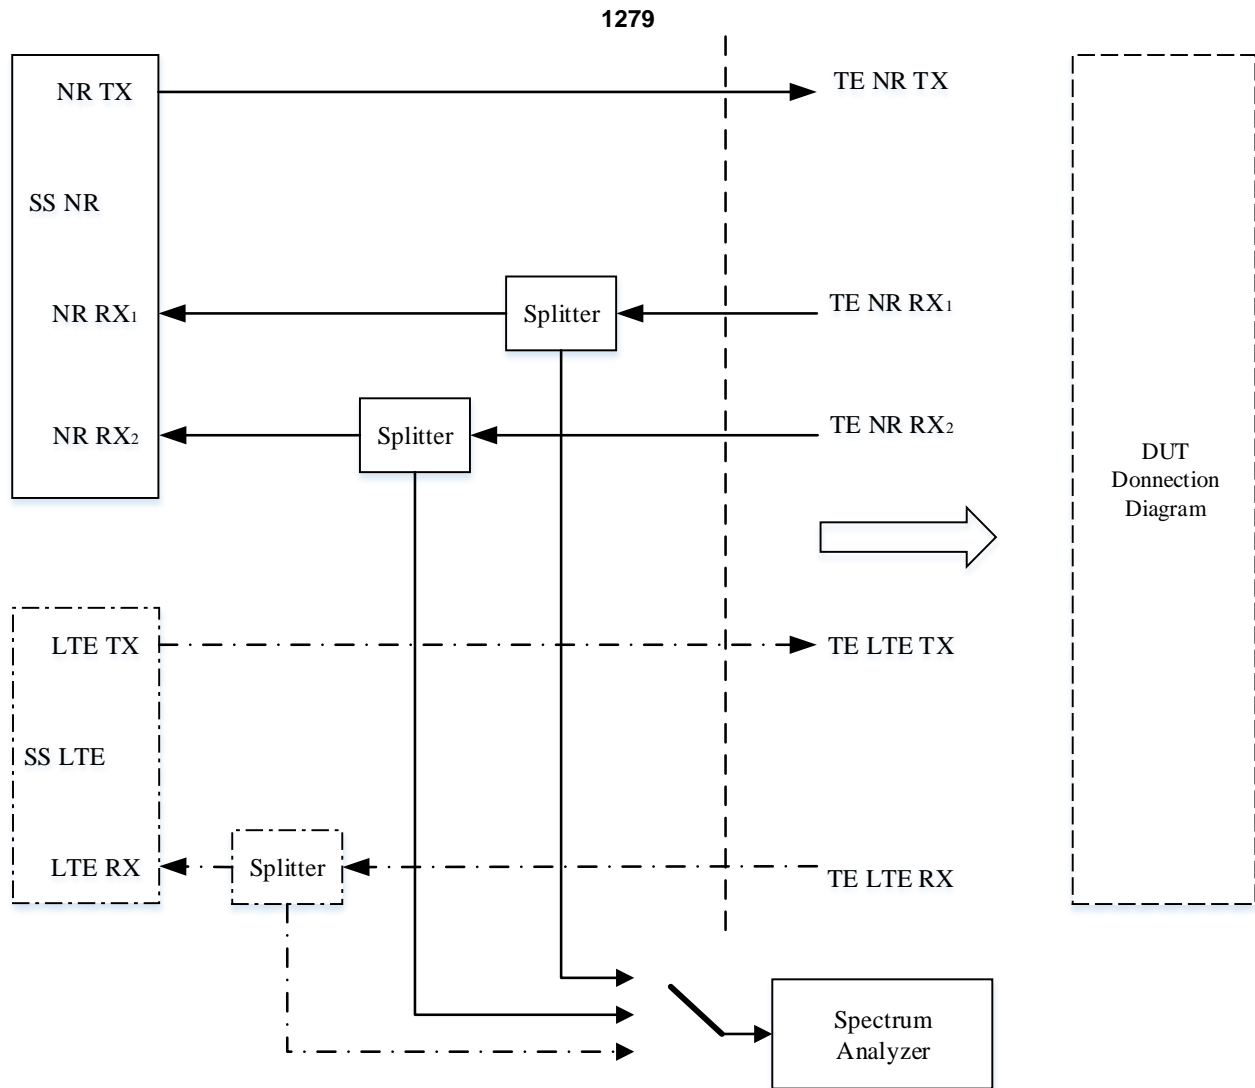 1279
NR TX
TE NR TX
SS NR
NR RX1
Splitter
TE NR RX1
NR RX2
Splitter
TE NR RX2
DUT
Donnection
Diagram
LTE TX
TE LTE TX
SS LTE
LTE RX
Splitter
TE LTE RX
Spectrum
Analyzer